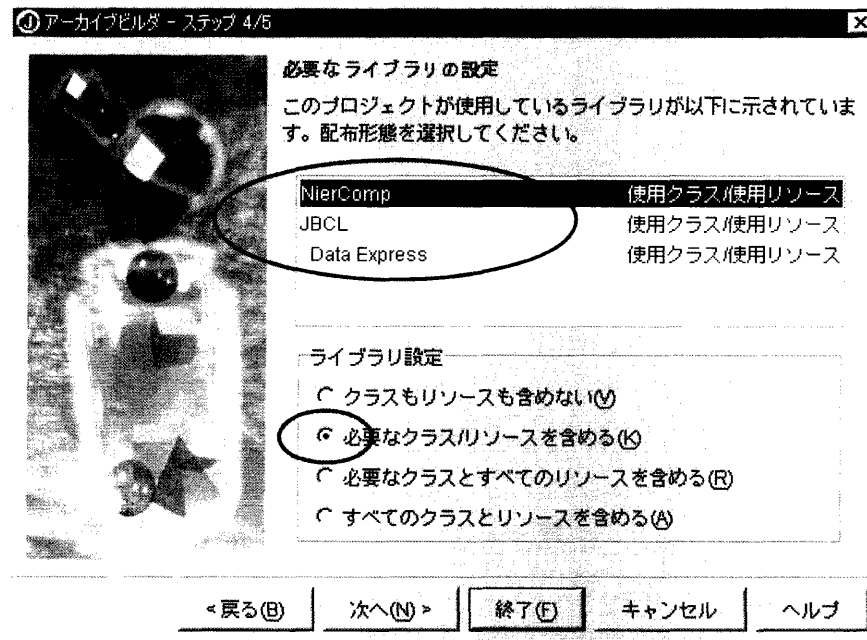 アーカイブビルダ - ステップ 4/5
必要なライブラリの設定
このプロジェクトが使用しているライブラリが以下に示されていま
す。配布形態を選択してください。
NierComp 使用クラス/使用リソース
JBCL 使用クラス/使用リソース
Data Express 使用クラス/使用リソース
ライブラリ設定
クラスもリソースも含めない(V)
必要なクラス/リソースを含める(K)
必要なクラスとすべてのリソースを含める(R)
すべてのクラスとリソースを含める(A)
<戻る(B) 次へ(N)> 終了(F) キャンセル ヘルプ